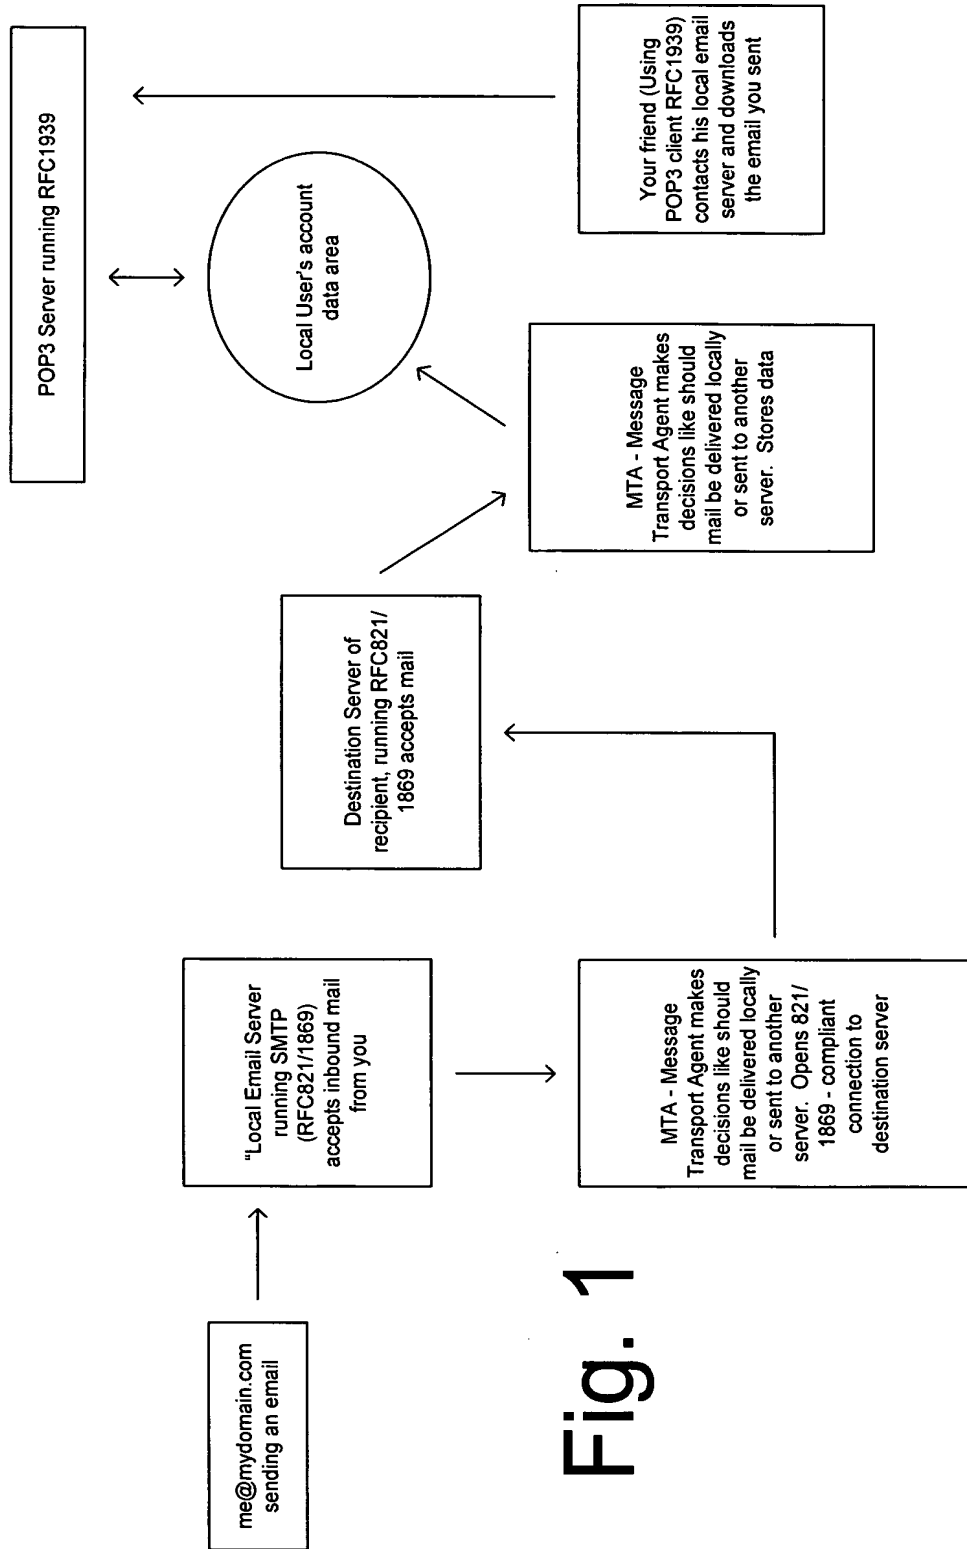 me@mydomain.com
sending an email
"Local Email Server
running SMTP
(RFC821/1869)
accepts inbound mail
from you
MTA - Message
Transport Agent makes
decisions like should
mail be delivered locally
or sent to another
server. Opens 821/
1869 - compliant
connection to
destination server
Destination Server of
recipient, running RFC821/
1869 accepts mail
MTA - Message
Transport Agent makes
decisions like should
mail be delivered locally
or sent to another
server. Stores data
Local User's account
data area
POP3 Server running RFC1939
Your friend (Using
POP3 client RFC1939)
contacts his local email
server and downloads
the email you sent
Fig. 1